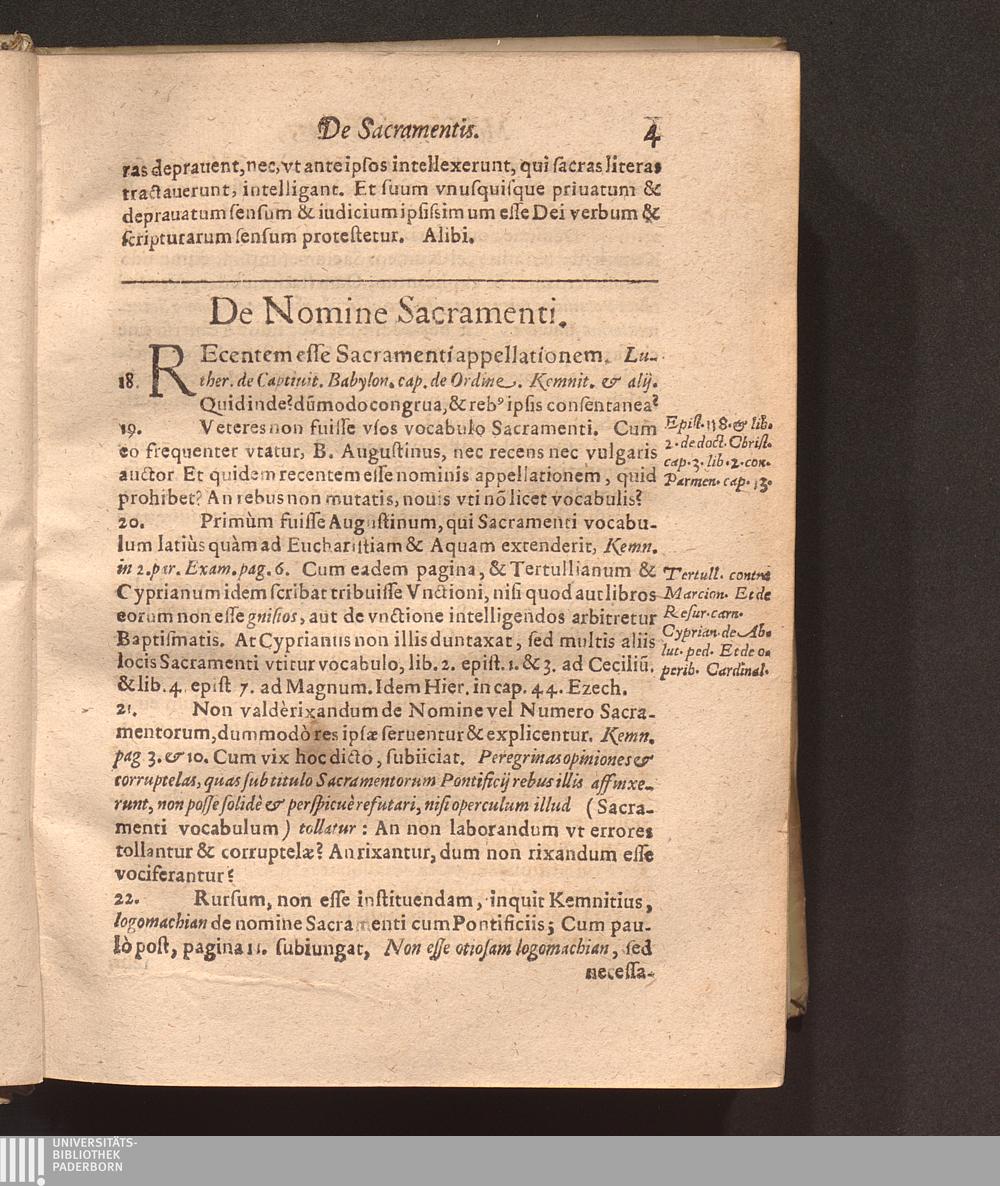 De Sacramentis. 4
ras deprauent, nec, vt ante ipsos intellexerunt, qui sacras literas
tractauerunt, intelligant. Et suum vnusquisque priuatum &
deprauatum sensum & iudicium ipsissimum esse Dei verbum &
scripturarum sensum protestetur. Alibi.
De Nomine Sacramenti.
REcentem esse Sacramenti appellationem. Lu-
18. ther. de Captiuit. Babylon. cap. de Ordine. Kemnit. & alij.
Quid inde? dũmodo congrua, & rebꝰ ipsis consentanea?
19. Veteres non fuisse vsos vocabulo Sacramenti. Cum
eo frequenter vtatur, B. Augustinus, nec recens nec vulgaris
auctor Et quidem recentem esse nominis appellationem, quid
prohibet? An rebus non mutatis, nouis vti nõ licet vocabulis?
Epist. 118. & lib.
2. de doct. Christ.
cap. 3. lib. 2. con.
Parmen. cap. 13.
20. Primùm fuisse Augustinum, qui Sacramenti vocabu-
lum latiùs quàm ad Eucharistiam & Aquam extenderit, Kemn.
in 2. par. Exam. pag. 6. Cum eadem pagina, & Tertullianum &
Cyprianum idem scribat tribuisse Vnctioni, nisi quod aut libros
eorum non esse gnisios, aut de vnctione intelligendos arbitretur
Baptismatis. At Cyprianus non illis duntaxat, sed multis aliis
locis Sacramenti vtitur vocabulo, lib. 2. epist. 1. & 3. ad Ceciliũ.
& lib. 4. epist 7. ad Magnum. Idem Hier. in cap. 44. Ezech.
Tertull. contra
Marcion. Et de
Resur. carn.
Cyprian. de Ab-
lut. ped. Et de o-
perib. Cardinal.
21. Non valdè rixandum de Nomine vel Numero Sacra-
mentorum, dummodò res ipsæ seruentur & explicentur. Kemn.
pag 3. & 10. Cum vix hoc dicto, subiiciat. Peregrinas opiniones &
corruptelas, quas sub titulo Sacramentorum Pontificij rebus illis affinxe-
runt, non posse solidè & perspicuè refutari, nisi operculum illud (Sacra-
menti vocabulum) tollatur: An non laborandum vt errores
tollantur & corruptelæ? An rixantur, dum non rixandum esse
vociferantur?
22. Rursum, non esse instituendam, inquit Kemnitius,
logomachian de nomine Sacramenti cum Pontificiis; Cum pau-
lò post, pagina 11. subiungat, Non esse otiosam logomachian, sed
necessa-
UNIVERSITÄTS-
BIBLIOTHEK
PADERBORN